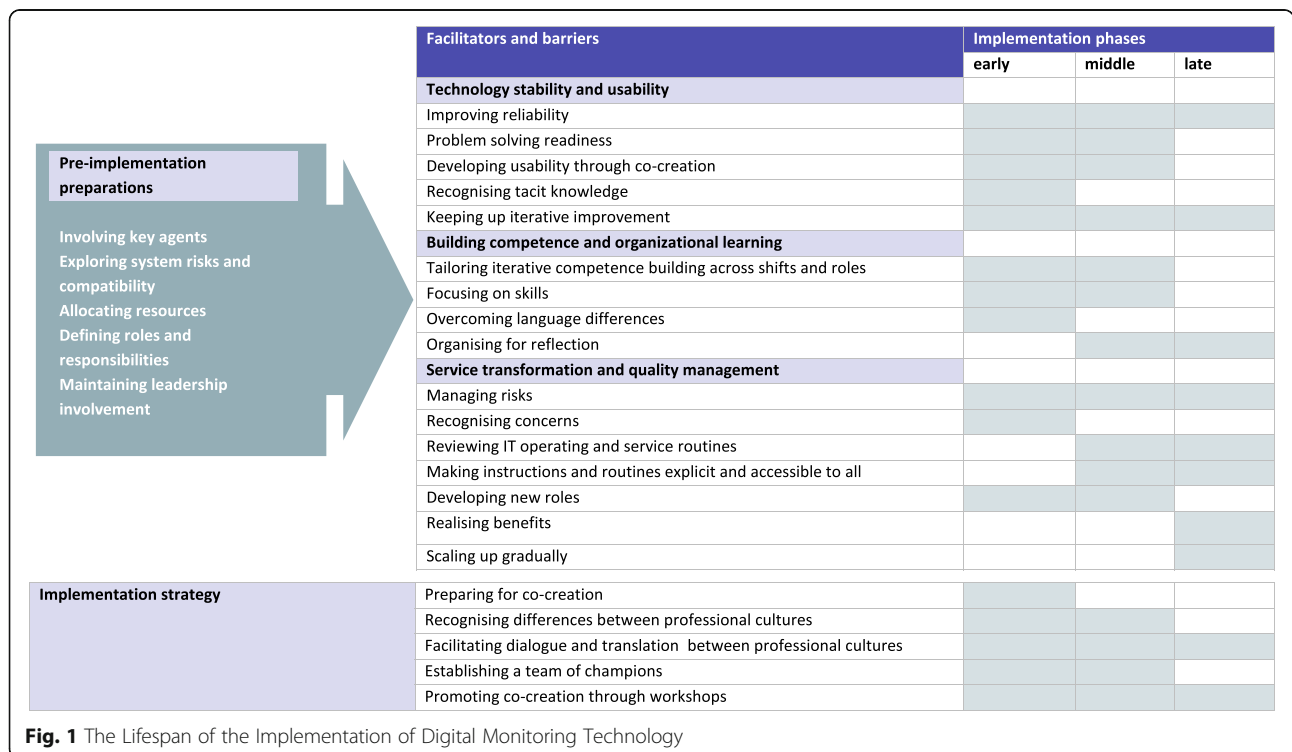 Pre-implementation
preparations
Involving key agents
Exploring system risks and
compatibility
Allocating resources
Defining roles and
responsibilities
Maintaining leadership
involvement
Facilitators and barriers
Implementation phases
early middle late
Technology stability and usability
Improving reliability
Problem solving readiness
Developing usability through co-creation
Recognising tacit knowledge
Keeping up iterative improvement
Building competence and organizational learning
Tailoring iterative competence building across shifts and roles
Focusing on skills
Overcoming language differences
Organising for reflection
Service transformation and quality management
Managing risks
Recognising concerns
Reviewing IT operating and service routines
Making instructions and routines explicit and accessible to all
Developing new roles
Realising benefits
Scaling up gradually
Implementation strategy
Preparing for co-creation
Recognising differences between professional cultures
Facilitating dialogue and translation between professional cultures
Establishing a team of champions
Promoting co-creation through workshops
Fig. 1 The Lifespan of the Implementation of Digital Monitoring Technology